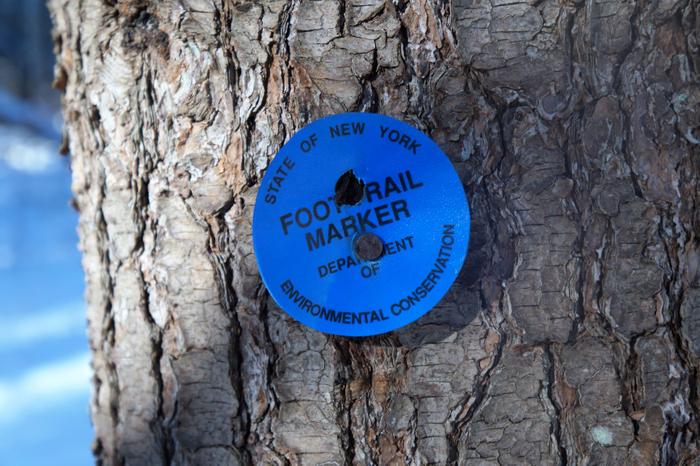 STATE OF NEW YORK
FOOT TRAIL
MARKER
DEPARTMENT
OF
ENVIRONMENTAL CONSERVATION